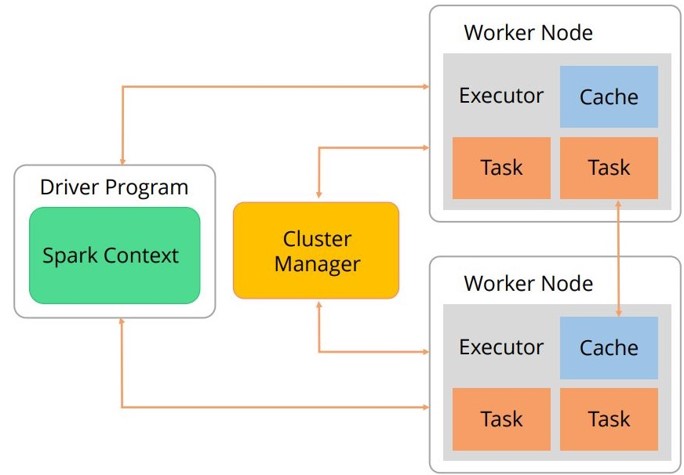 Driver Program
Spark Context
Cluster
Manager
Worker Node
Executor
Cache
Task
Task
Worker Node
Executor
Cache
Task
Task